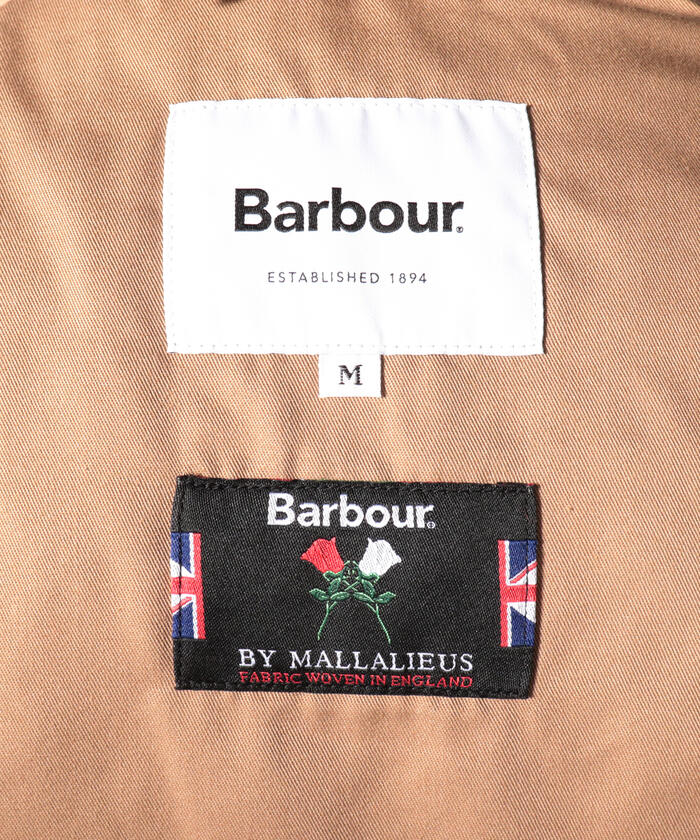 Barbour
ESTABLISHED 1894
M
Barbour
BY MALLALIEUS
FABRIC WOVEN IN ENGLAND